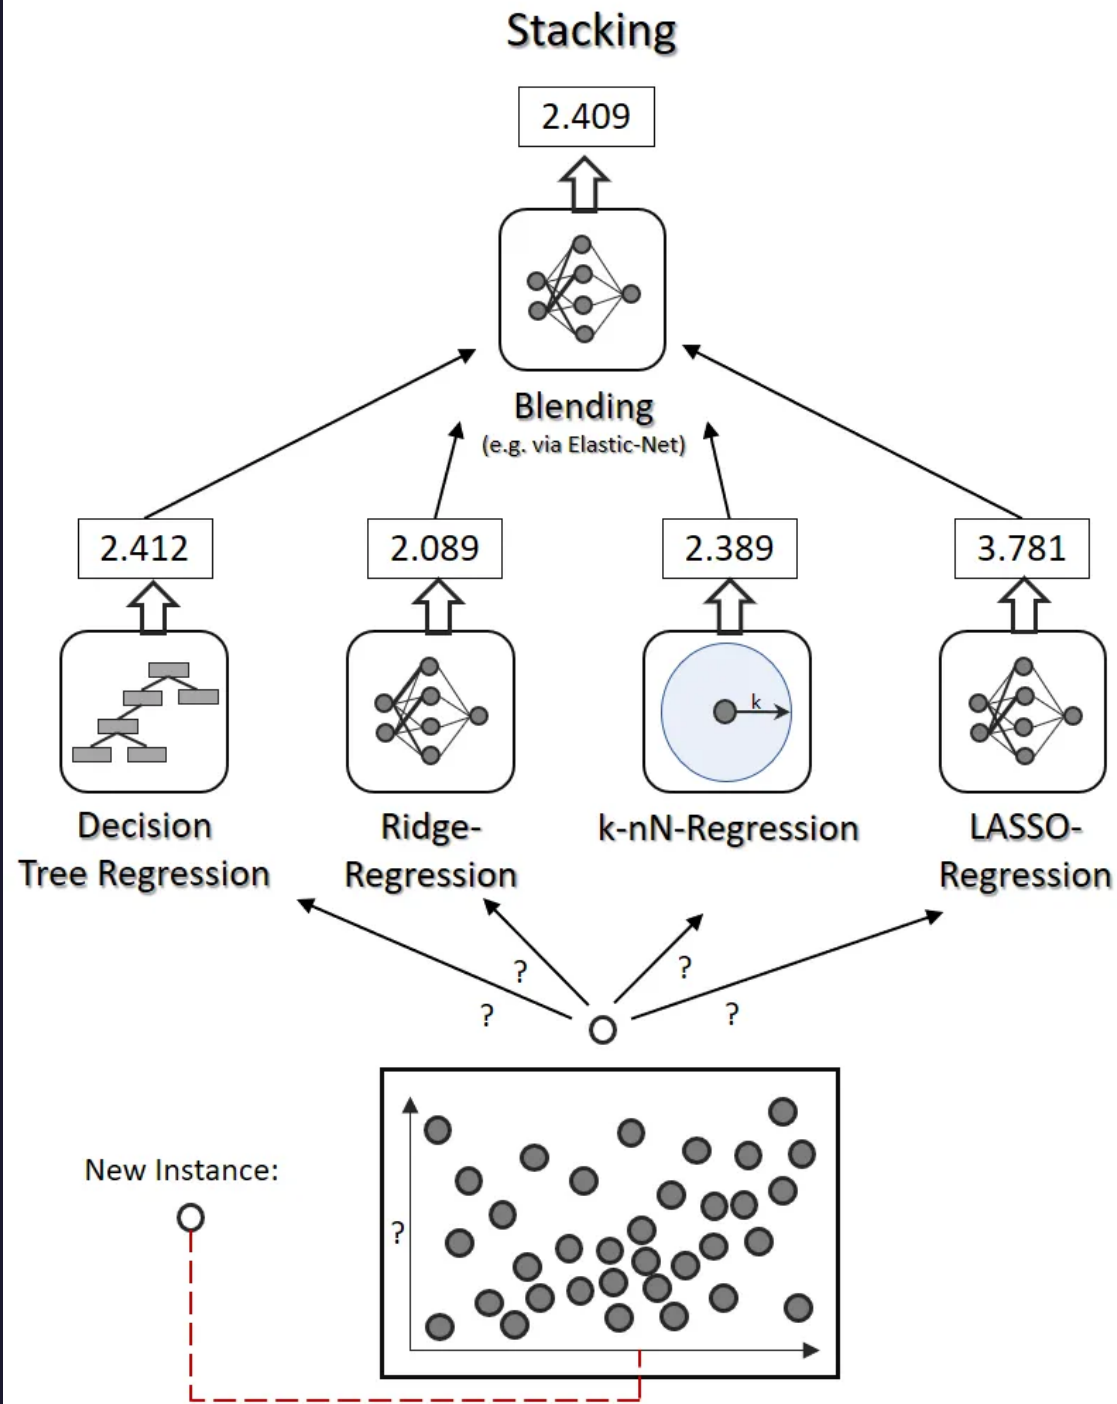 Stacking
2.409
Blending
(e.g. via Elastic-Net)
2.412
2.089
2.389
3.781
k
Decision
Tree Regression
Ridge-
Regression
k-nN-Regression
LASSO-
Regression
?
?
?
?
New Instance:
?